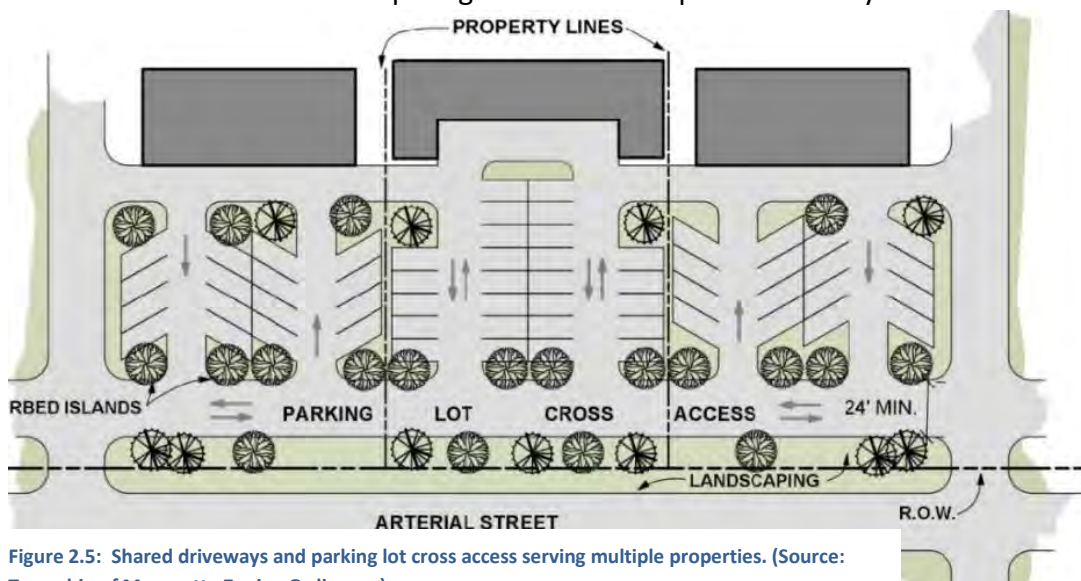 PROPERTY LINES
RBED ISLANDS
PARKING LOT CROSS ACCESS
24' MIN.
LANDSCAPING
R.O.W.
ARTERIAL STREET
Figure 2.5: Shared driveways and parking lot cross access serving multiple properties. (Source: